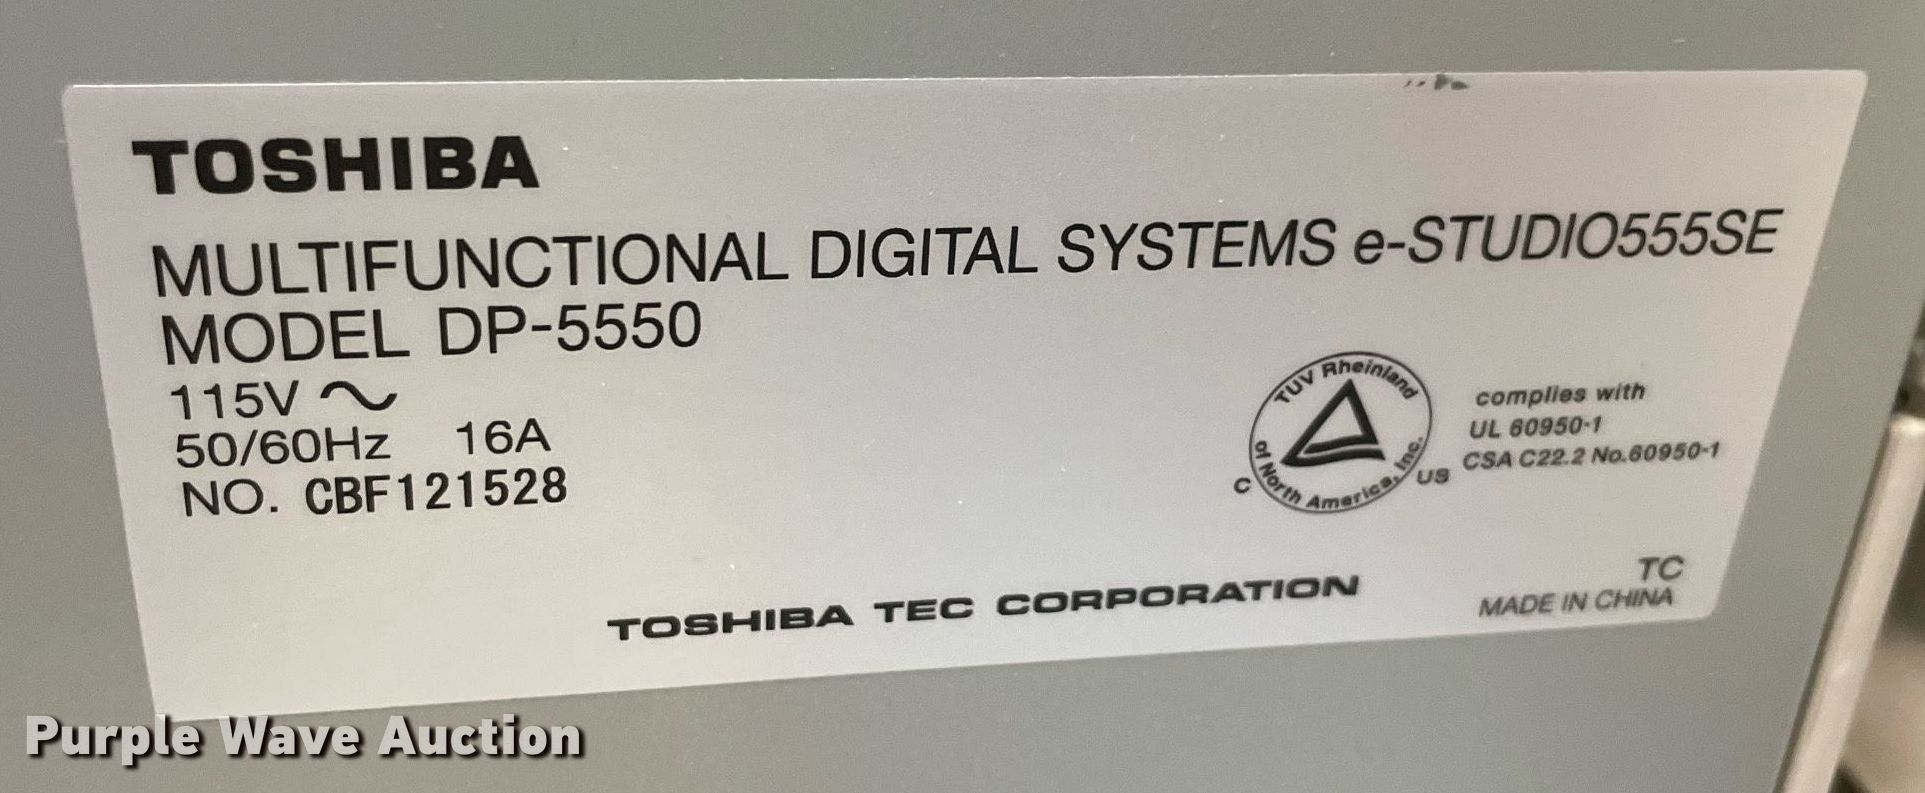 TOSHIBA
MULTIFUNCTIONAL DIGITAL SYSTEMS e-STUDIO555SE
MODEL DP-5550
115V ～
50/60Hz 16A
NO. CBF121528
TUV Rheinland
of North America, Inc.
C US
complies with
UL 60950-1
CSA C22.2 No.60950-1
TOSHIBA TEC CORPORATION
TC
MADE IN CHINA
Purple Wave Auction